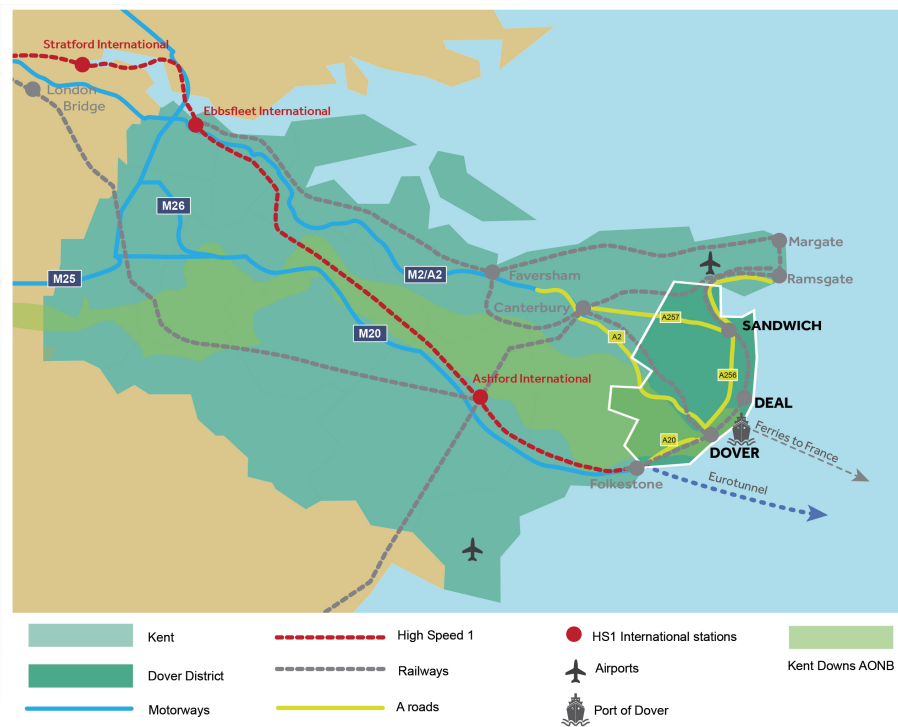 Stratford International
London
Bridge
Ebbsfleet International
M26
M25
M2/A2
M20
Faversham
Canterbury
Margate
Ramsgate
A257
SANDWICH
A2
A256
Ashford International
DEAL
A20
DOVER
Ferries to France
Folkestone
Eurotunnel
Kent
High Speed 1
HS1 International stations
Kent Downs AONB
Dover District
Railways
Airports
Motorways
A roads
Port of Dover